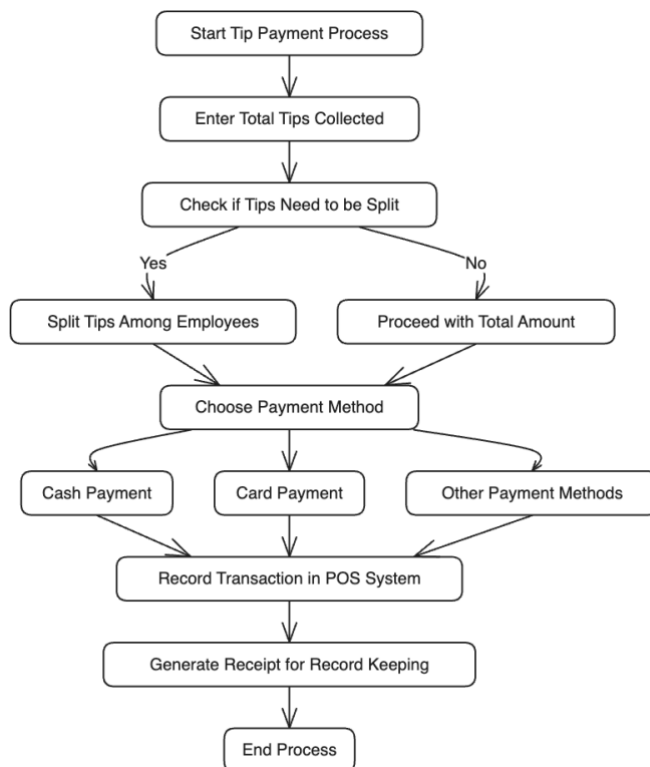 Start Tip Payment Process
Enter Total Tips Collected
Check if Tips Need to be Split
Yes
No
Split Tips Among Employees
Proceed with Total Amount
Choose Payment Method
Cash Payment
Card Payment
Other Payment Methods
Record Transaction in POS System
Generate Receipt for Record Keeping
End Process